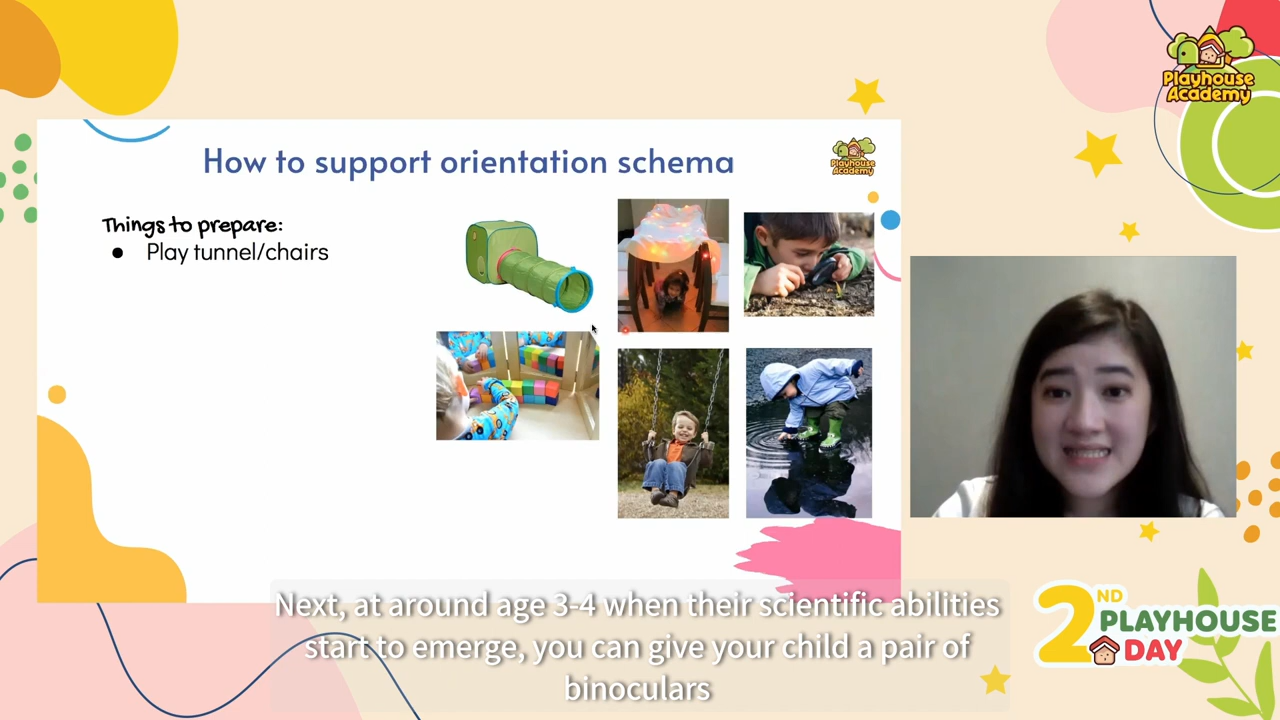 Playhouse
Academy
How to support orientation schema
Playhouse
Academy
Things to prepare:
● Play tunnel/chairs
Next, at around age 3-4 when their scientific abilities
start to emerge, you can give your child a pair of
binoculars
2ND PLAYHOUSE
DAY